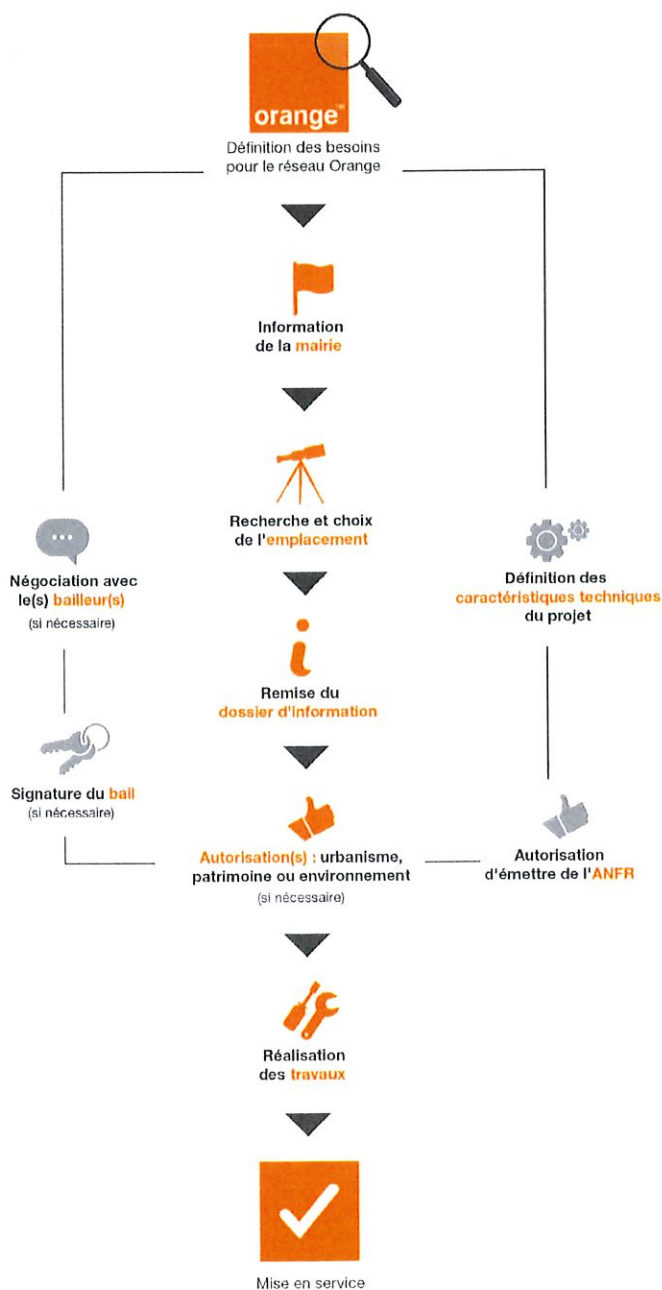 orange™
Définition des besoins
pour le réseau Orange
Information
de la mairie
Recherche et choix
de l'emplacement
Négociation avec
le(s) bailleur(s)
(si nécessaire)
Définition des
caractéristiques techniques
du projet
Remise du
dossier d'information
Signature du bail
(si nécessaire)
Autorisation(s) : urbanisme,
patrimoine ou environnement
(si nécessaire)
Autorisation
d'émettre de l'ANFR
Réalisation
des travaux
Mise en service